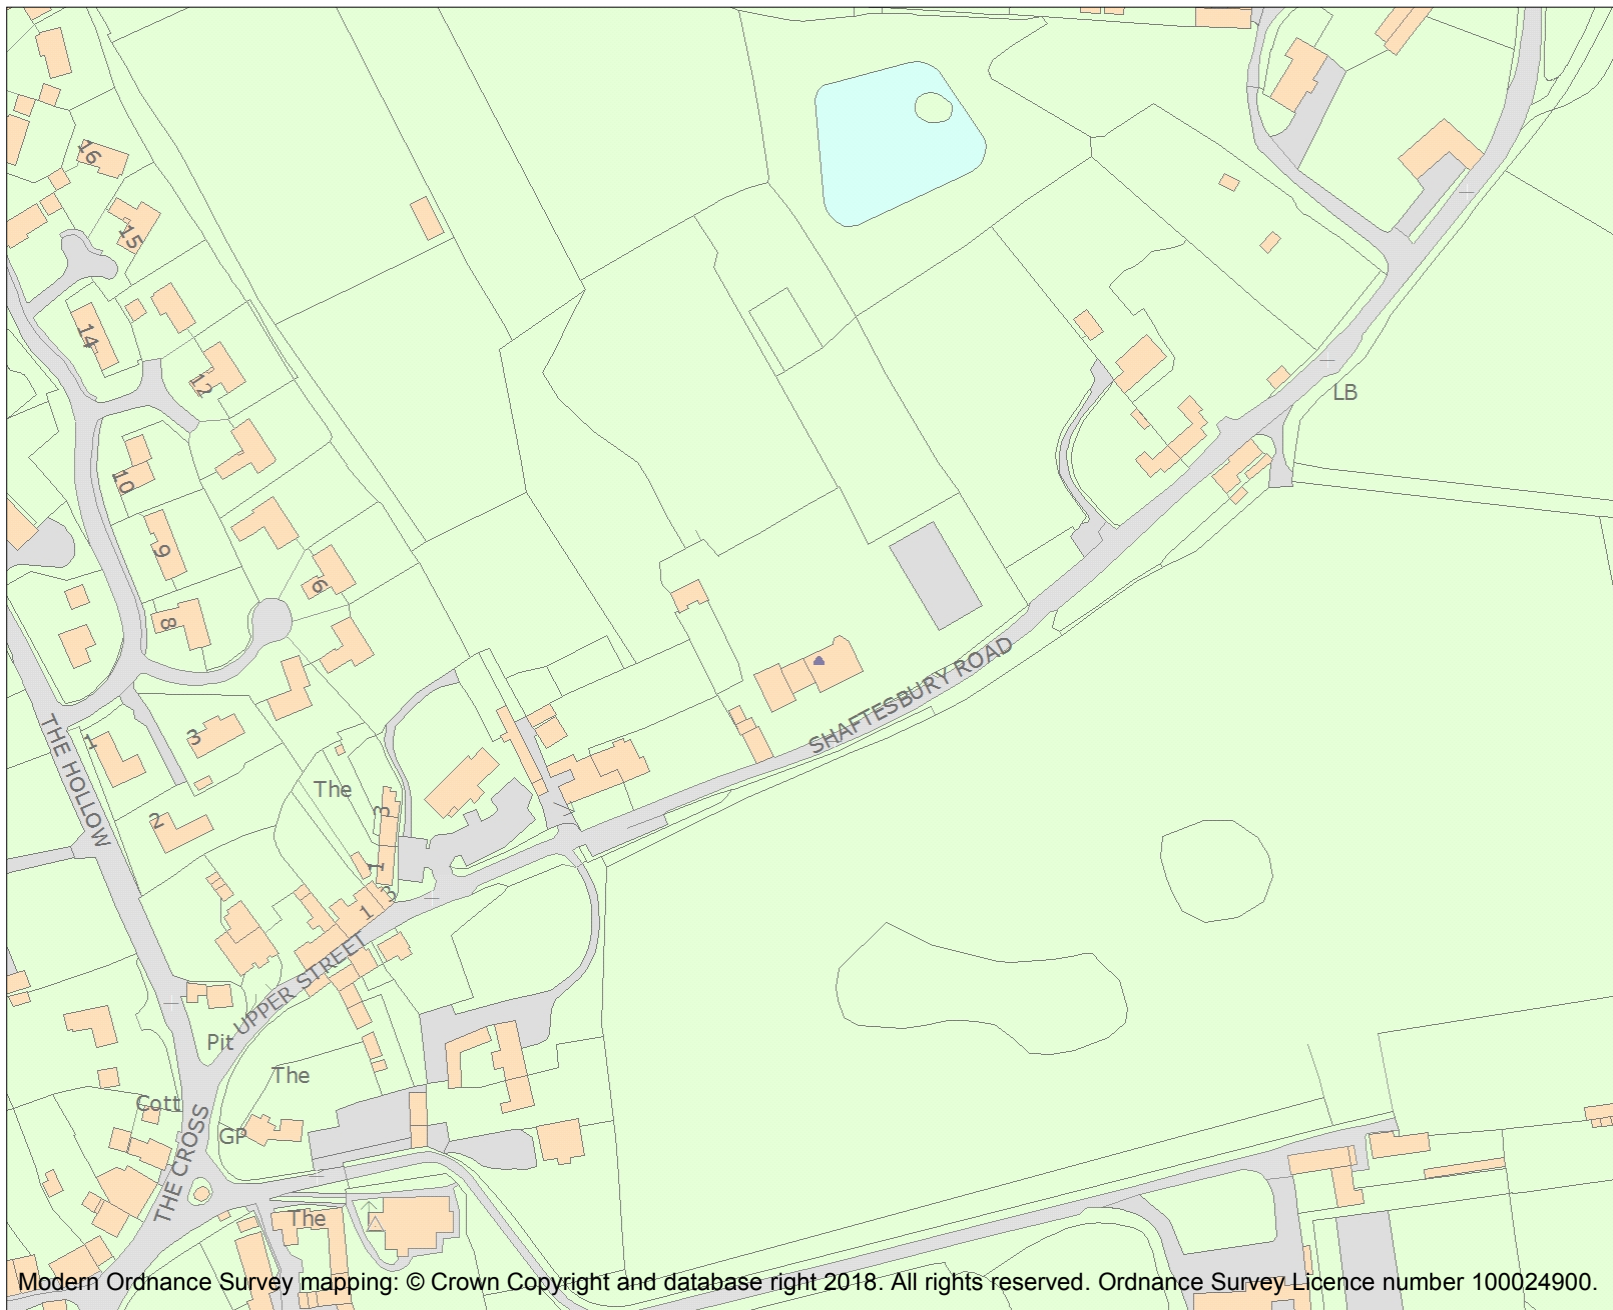 16
15
14
12
LB
10
9
6
8
SHAFTESBURY ROAD
THE HOLLOW
1
3
The
3
2
1
3
1
UPPER STREET
Pit
The
Cott
GP
THE CROSS
The
Modern Ordnance Survey mapping: © Crown Copyright and database right 2018. All rights reserved. Ordnance Survey Licence number 100024900.